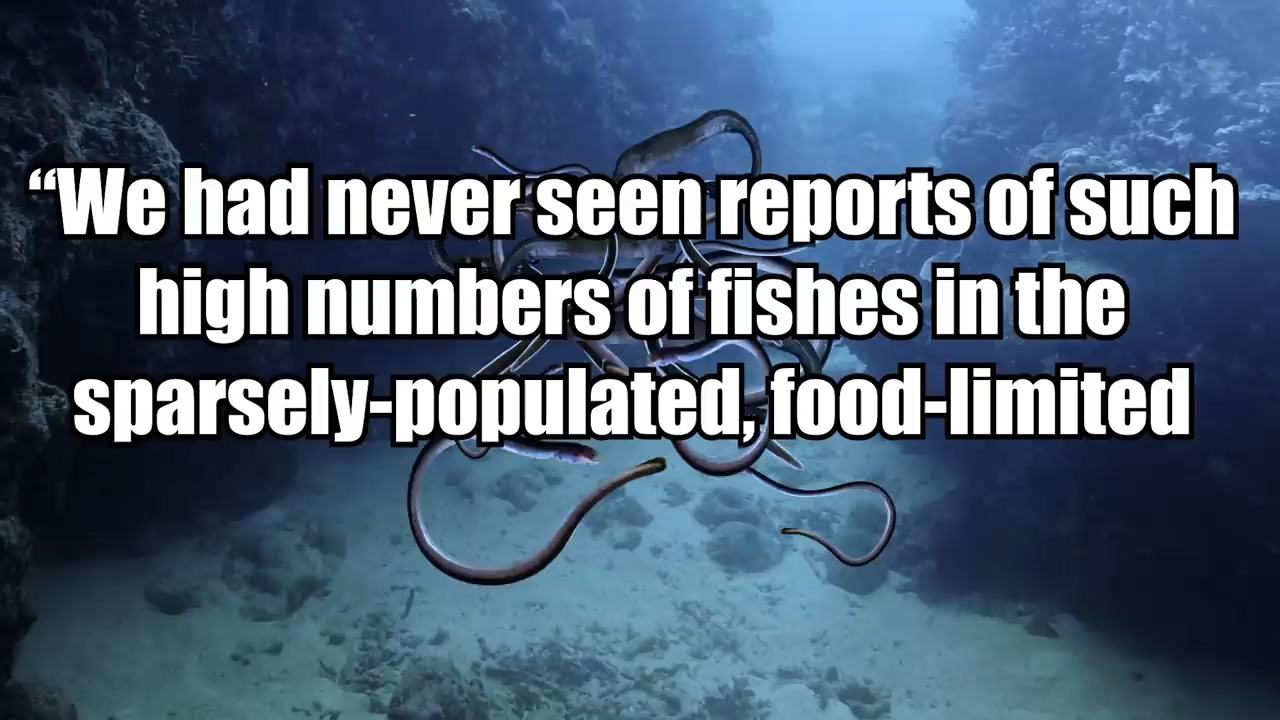 “We had never seen reports of such
high numbers of fishes in the
sparsely-populated, food-limited